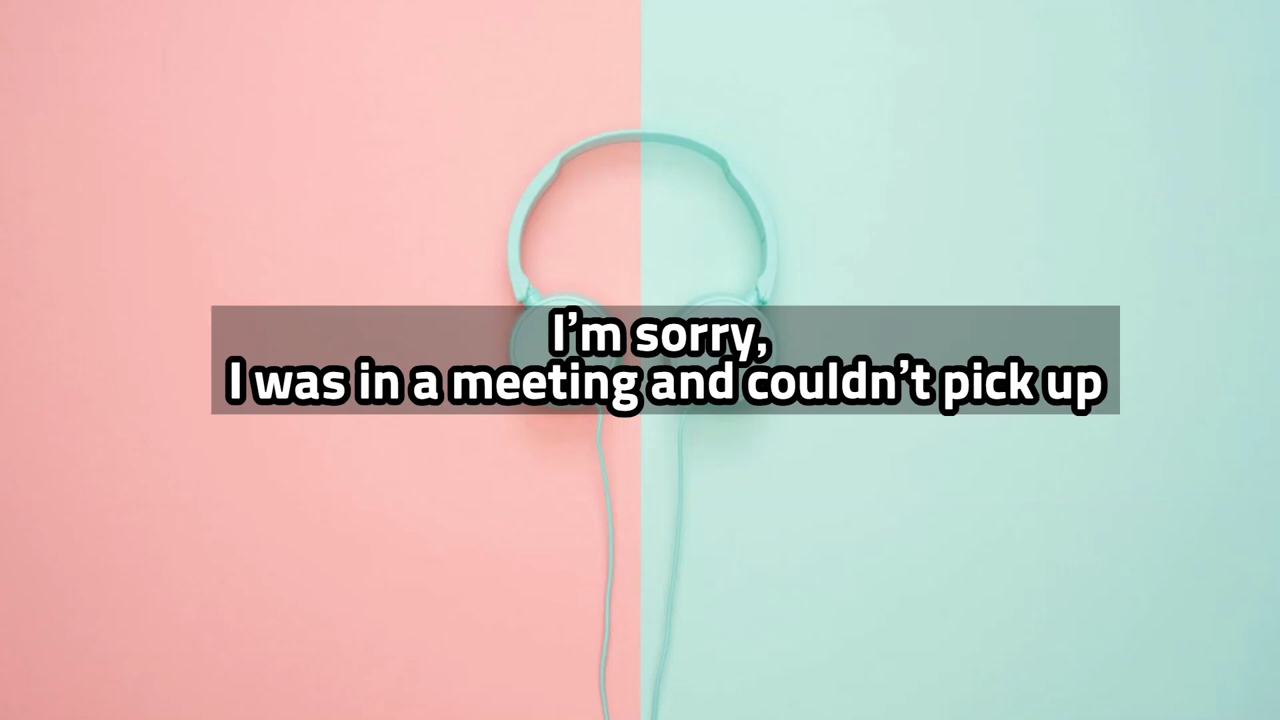 I’m sorry,
I was in a meeting and couldn’t pick up